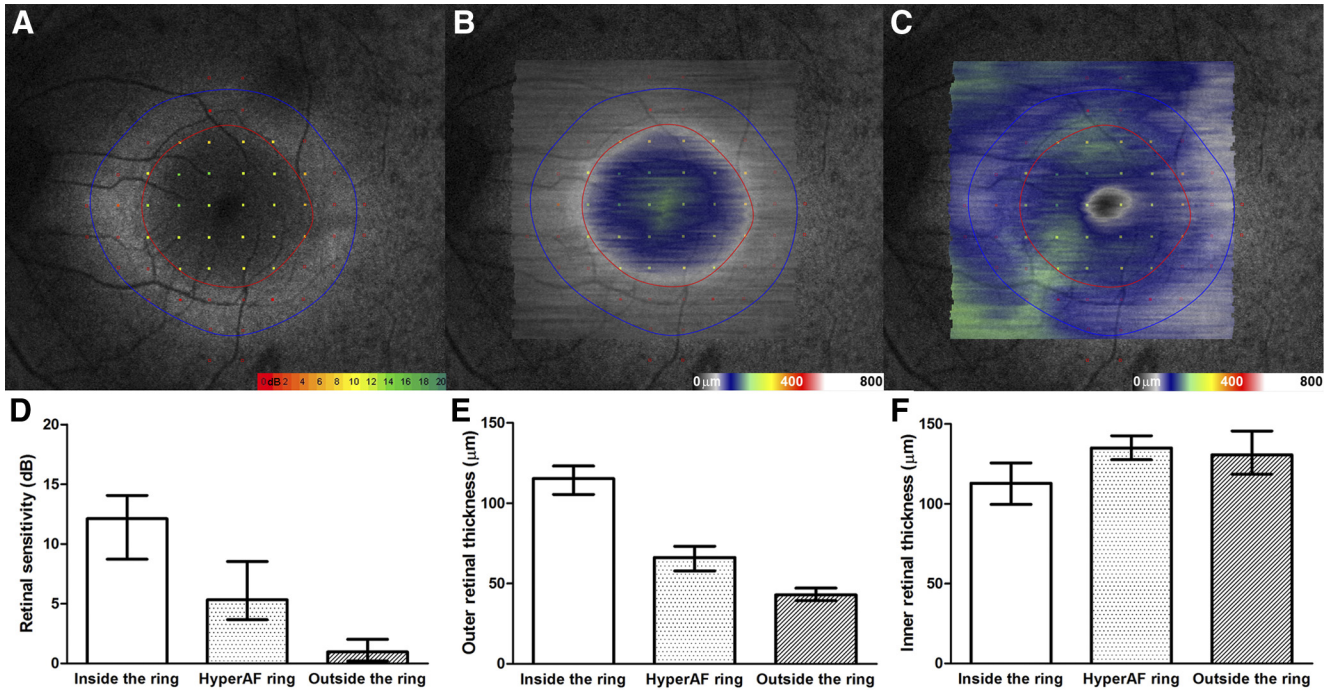 A
B
C
0 dB 2 4 6 8 10 12 14 16 18 20
0 μm 400 800
0 μm 400 800
D
Retinal sensitivity (dB)
20
15
10
5
0
Inside the ring HyperAF ring Outside the ring
E
Outer retinal thickness (μm)
150
100
50
0
Inside the ring HyperAF ring Outside the ring
F
Inner retinal thickness (μm)
150
100
50
0
Inside the ring HyperAF ring Outside the ring